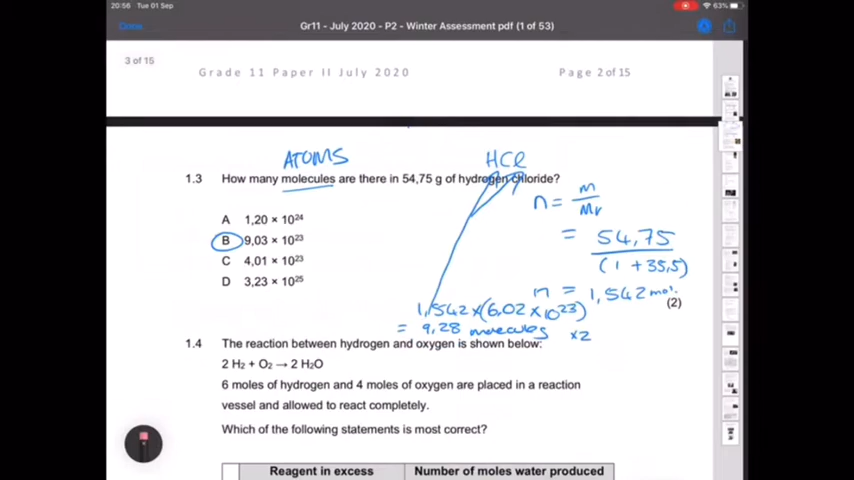 20:56 Tue 01 Sep
63%
Done
Gr11 - July 2020 - P2 - Winter Assessment pdf (1 of 53)
3 of 15
Grade 11 Paper II July 2020
Page 2 of 15
ATOMS
HCl
1.3 How many molecules are there in 54,75 g of hydrogen chloride?
n = m
Mr
A 1,20 × 10²⁴
B 9,03 × 10²³
= 54,75
C 4,01 × 10²³
(1 + 35,5)
D 3,23 × 10²⁵
n = 1,542 mol.
(2)
1,542 × (6,02 × 10²³)
= 9,28 molecules ×2
1.4 The reaction between hydrogen and oxygen is shown below:
2 H₂ + O₂ → 2 H₂O
6 moles of hydrogen and 4 moles of oxygen are placed in a reaction
vessel and allowed to react completely.
Which of the following statements is most correct?
Reagent in excess
Number of moles water produced